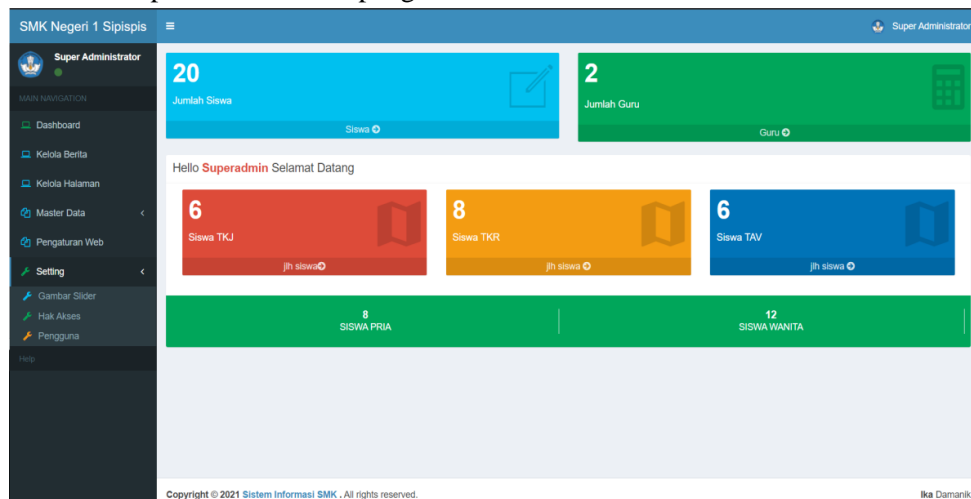 SMK Negeri 1 Sipispis
Super Administrator
Super Administrator
MAIN NAVIGATION
Dashboard
Kelola Berita
Kelola Halaman
Master Data
Pengaturan Web
Setting
Gambar Slider
Hak Akses
Pengguna
Help
20
Jumlah Siswa
Siswa
2
Jumlah Guru
Guru
Hello Superadmin Selamat Datang
6
Siswa TKJ
jlh siswa
8
Siswa TKR
jlh siswa
6
Siswa TAV
jlh siswa
8
SISWA PRIA
12
SISWA WANITA
Copyright © 2021 Sistem Informasi SMK . All rights reserved.
Ika Damanik